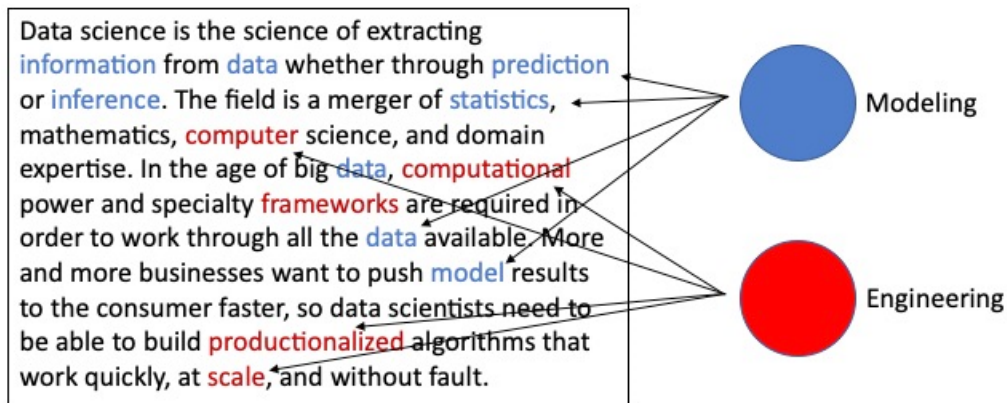 Data science is the science of extracting
information from data whether through prediction
or inference. The field is a merger of statistics,
mathematics, computer science, and domain
expertise. In the age of big data, computational
power and specialty frameworks are required in
order to work through all the data available. More
and more businesses want to push model results
to the consumer faster, so data scientists need to
be able to build productionalized algorithms that
work quickly, at scale, and without fault.
Modeling
Engineering